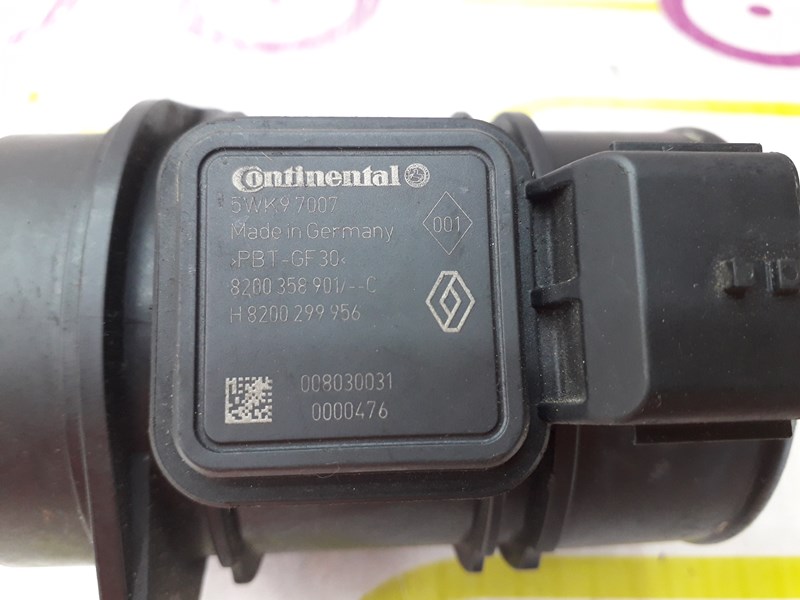 Continental
5WK9 7007
001
Made in Germany
>PBT-GF30<
8200 358 901/--C
H 8200 299 956
008030031
0000476